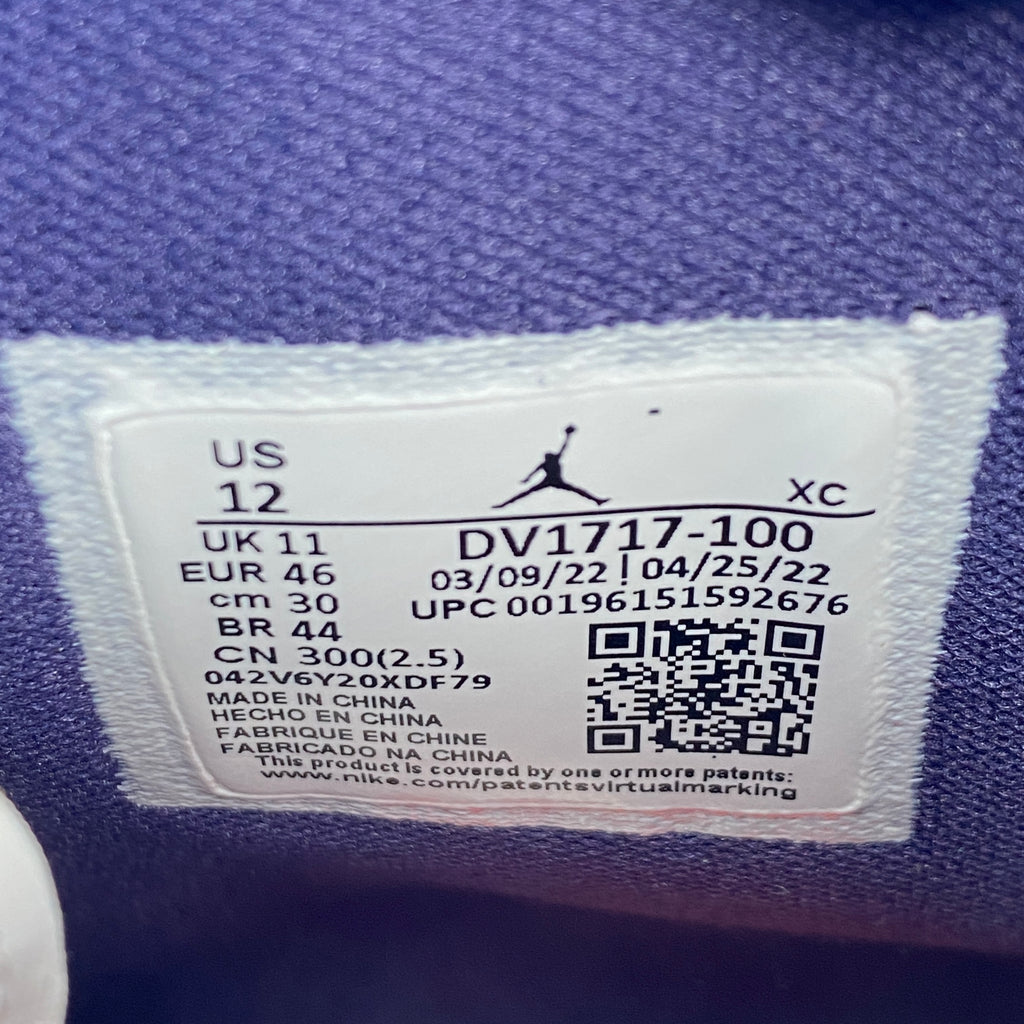 US
12
XC
UK 11
DV1717-100
EUR 46
03/09/22 | 04/25/22
cm 30
UPC 00196151592676
BR 44
CN 300(2.5)
042V6Y20XDF79
MADE IN CHINA
HECHO EN CHINA
FABRIQUE EN CHINE
FABRICADO NA CHINA
This product is covered by one or more patents:
www.nike.com/patentsvirtualmarking